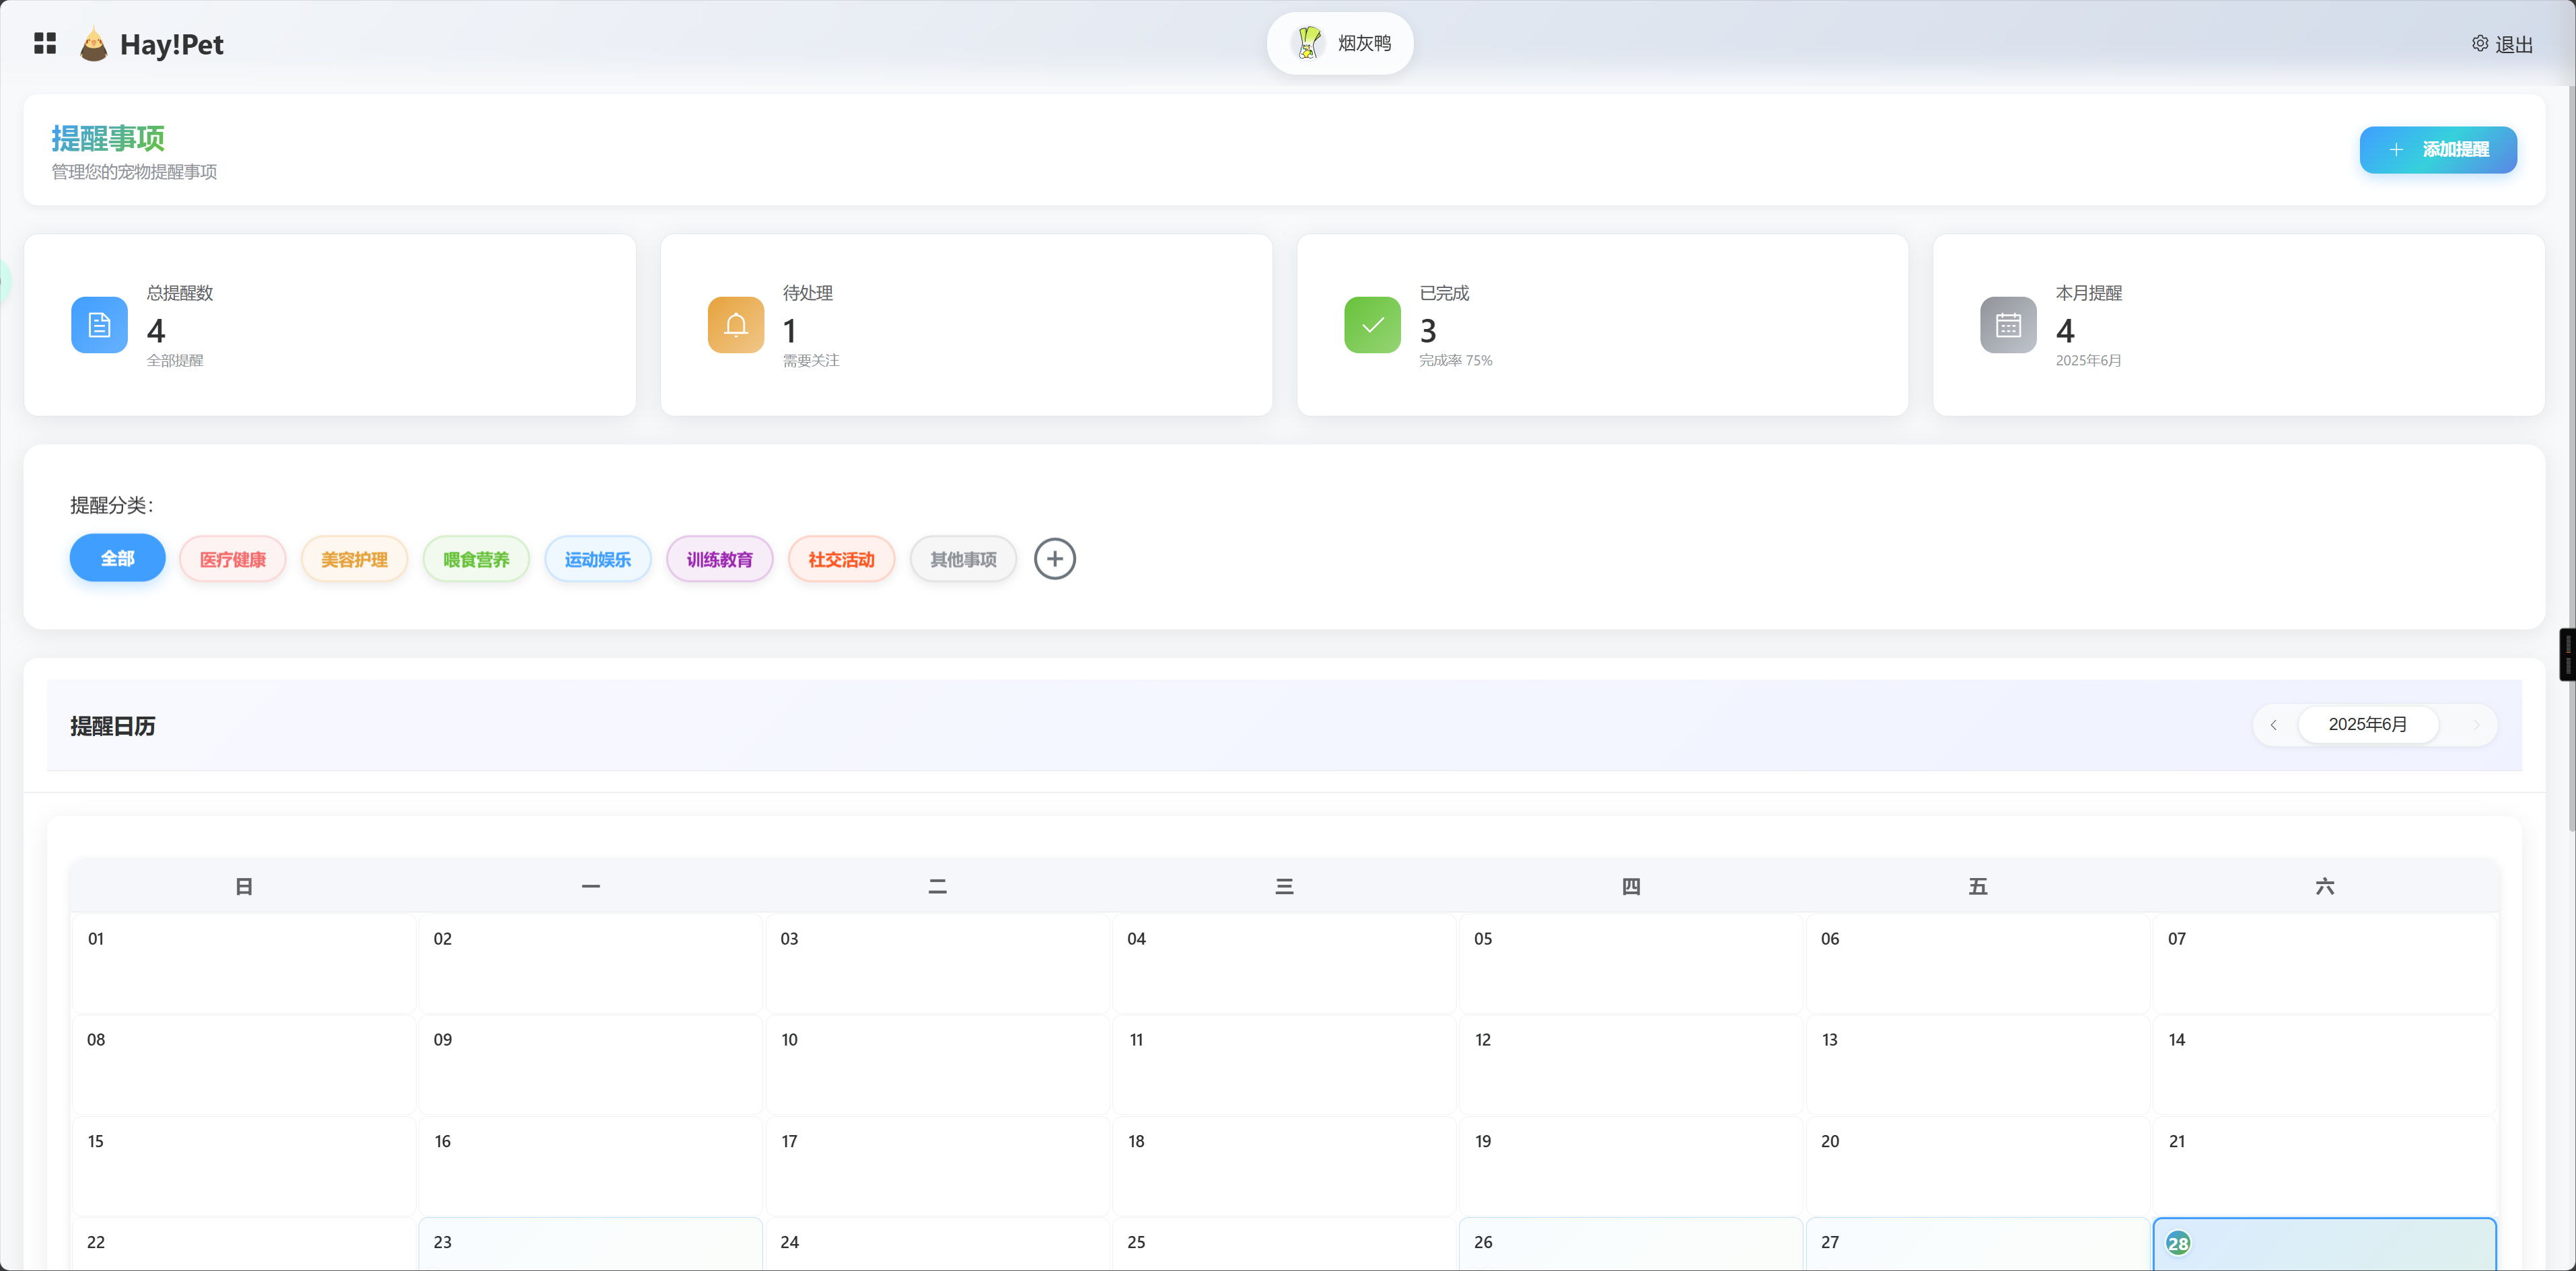 Hay!Pet
烟灰鸭
退出
提醒事项
管理您的宠物提醒事项
添加提醒
总提醒数
4
全部提醒
待处理
1
需要关注
已完成
3
完成率 75%
本月提醒
4
2025年6月
提醒分类：
全部 医疗健康 美容护理 喂食营养 运动娱乐 训练教育 社交活动 其他事项
提醒日历
2025年6月
日 一 二 三 四 五 六
01 02 03 04 05 06 07
08 09 10 11 12 13 14
15 16 17 18 19 20 21
22 23 24 25 26 27 28